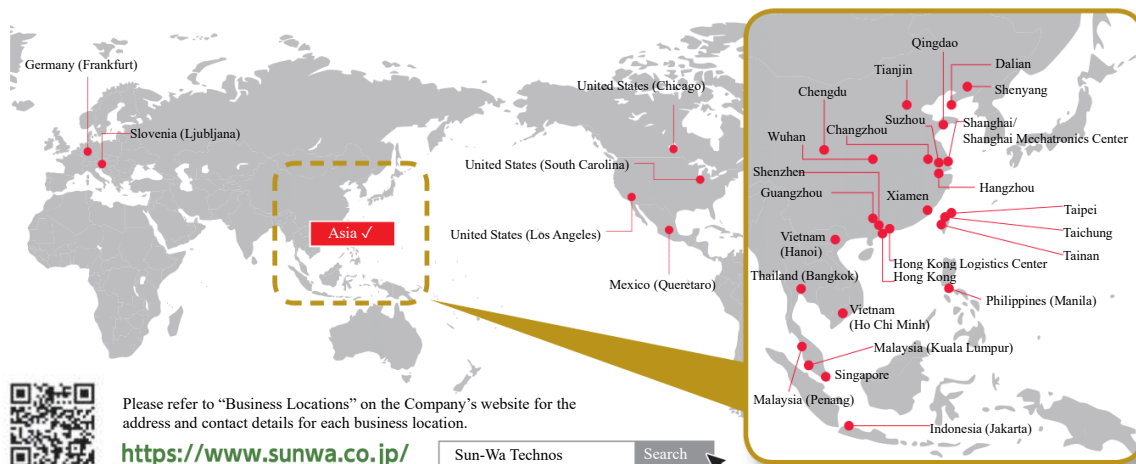 Germany (Frankfurt)
Slovenia (Ljubljana)
Asia ✓
United States (Chicago)
United States (South Carolina)
United States (Los Angeles)
Mexico (Querétaro)
Qingdao
Tianjin
Dalian
Chengdu
Shenyang
Suzhou
Shanghai/
Shanghai Mechatronics Center
Changzhou
Wuhan
Shenzhen
Guangzhou
Xiamen
Hangzhou
Taipei
Taichung
Tainan
Vietnam
(Hanoi)
Hong Kong Logistics Center
Hong Kong
Thailand (Bangkok)
Philippines (Manila)
Vietnam
(Ho Chi Minh)
Malaysia (Kuala Lumpur)
Singapore
Malaysia (Penang)
Indonesia (Jakarta)
Please refer to “Business Locations” on the Company’s website for the
address and contact details for each business location.
https://www.sunwa.co.jp/
Sun-Wa Technos
Search